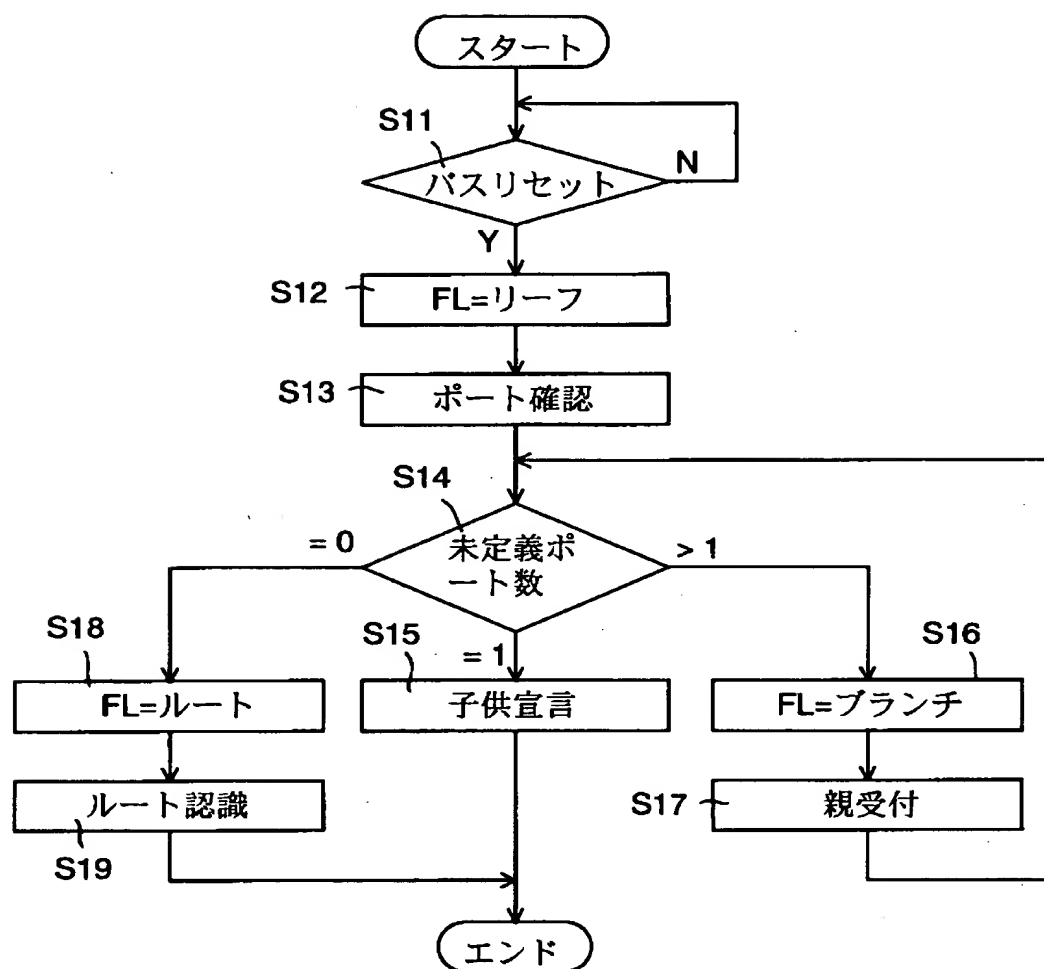 スタート
S11
バスリセット
N
Y
S12
FL=リーフ
S13
ポート確認
S14
未定義ポ
ート数
= 0
> 1
= 1
S18
FL=ルート
S15
子供宣言
S16
FL=ブランチ
ルート認識
S19
S17
親受付
エンド